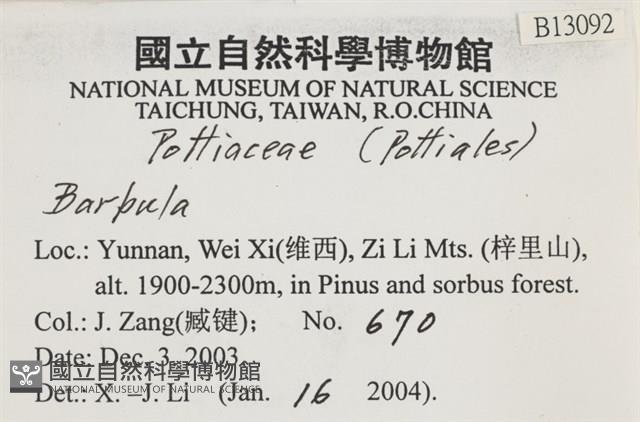 B13092
國立自然科學博物館
NATIONAL MUSEUM OF NATURAL SCIENCE
TAICHUNG, TAIWAN, R.O.CHINA
Pottiaceae (Pottiales)
Barbula
Loc.: Yunnan, Wei Xi(维西), Zi Li Mts. (梓里山),
alt. 1900-2300m, in Pinus and sorbus forest.
Col.: J. Zang(臧键); No. 670
Date: Dec. 3, 2003
國立自然科學博物館
NATIONAL MUSEUM OF NATURAL SCIENCE
Det.: X. –J. Li (Jan. 16 2004).